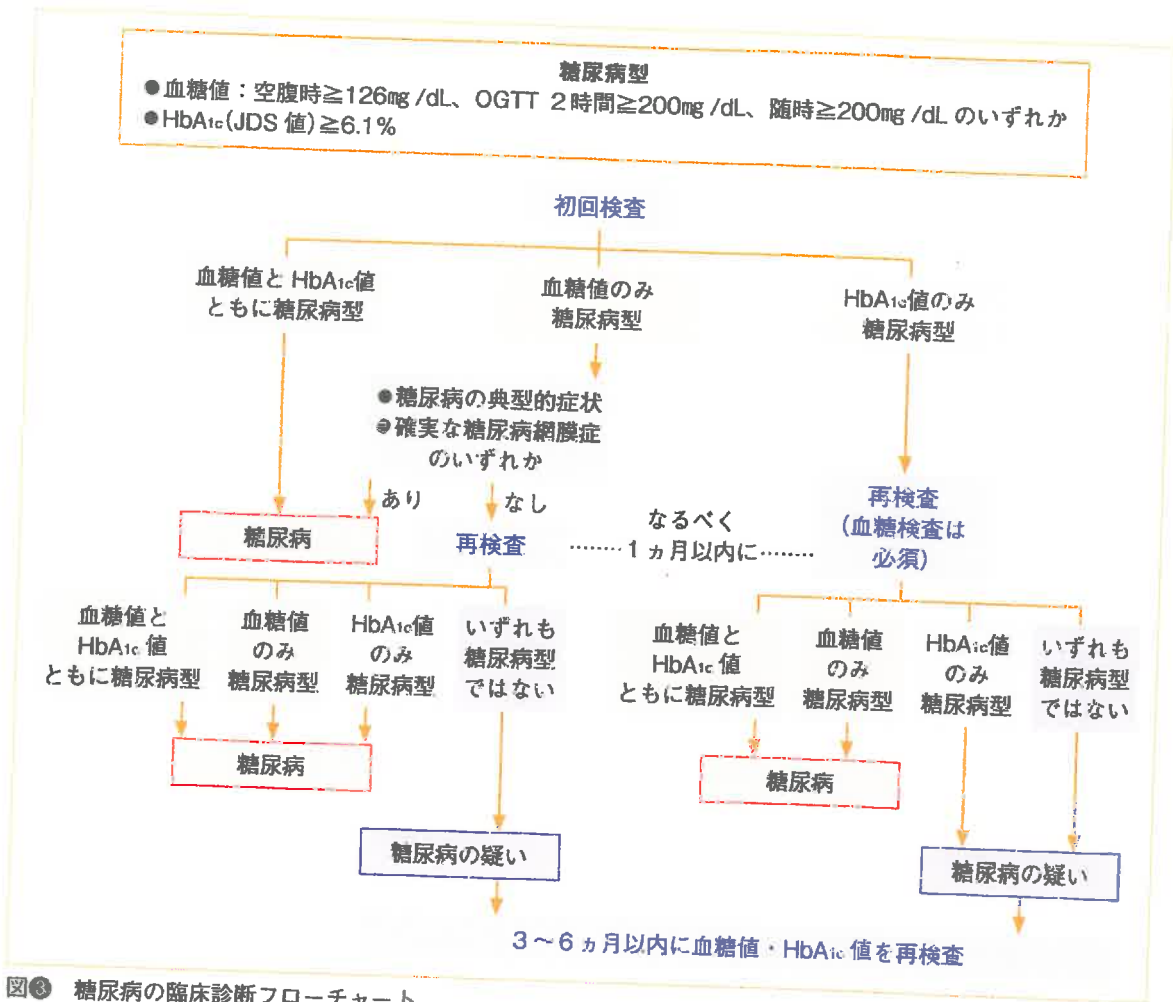 糖尿病型
●血糖値：空腹時≧126mg/dL、OGTT 2時間≧200mg/dL、随時≧200mg/dLのいずれか
●HbA1c(JDS値)≧6.1%
初回検査
血糖値とHbA1c値
ともに糖尿病型
血糖値のみ
糖尿病型
HbA1c値のみ
糖尿病型
●糖尿病の典型的症状
●確実な糖尿病網膜症
のいずれか
あり
なし
糖尿病
再検査
なるべく
………1ヵ月以内に………
再検査
(血糖検査は
必須)
血糖値と
HbA1c値
ともに糖尿病型
血糖値
のみ
糖尿病型
HbA1c値
のみ
糖尿病型
いずれも
糖尿病型
ではない
血糖値と
HbA1c値
ともに糖尿病型
血糖値
のみ
糖尿病型
HbA1c値
のみ
糖尿病型
いずれも
糖尿病型
ではない
糖尿病
糖尿病
糖尿病の疑い
糖尿病の疑い
3～6ヵ月以内に血糖値・HbA1c値を再検査
図❸ 糖尿病の臨床診断フローチャート